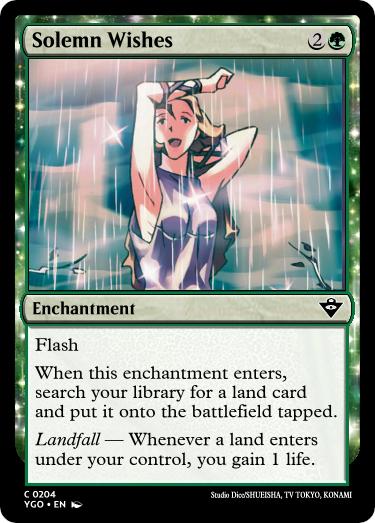 Solemn Wishes 2
Enchantment
Flash
When this enchantment enters,
search your library for a land card
and put it onto the battlefield tapped.
Landfall — Whenever a land enters
under your control, you gain 1 life.
C 0204
YGO • EN
Studio Dice/SHUEISHA, TV TOKYO, KONAMI